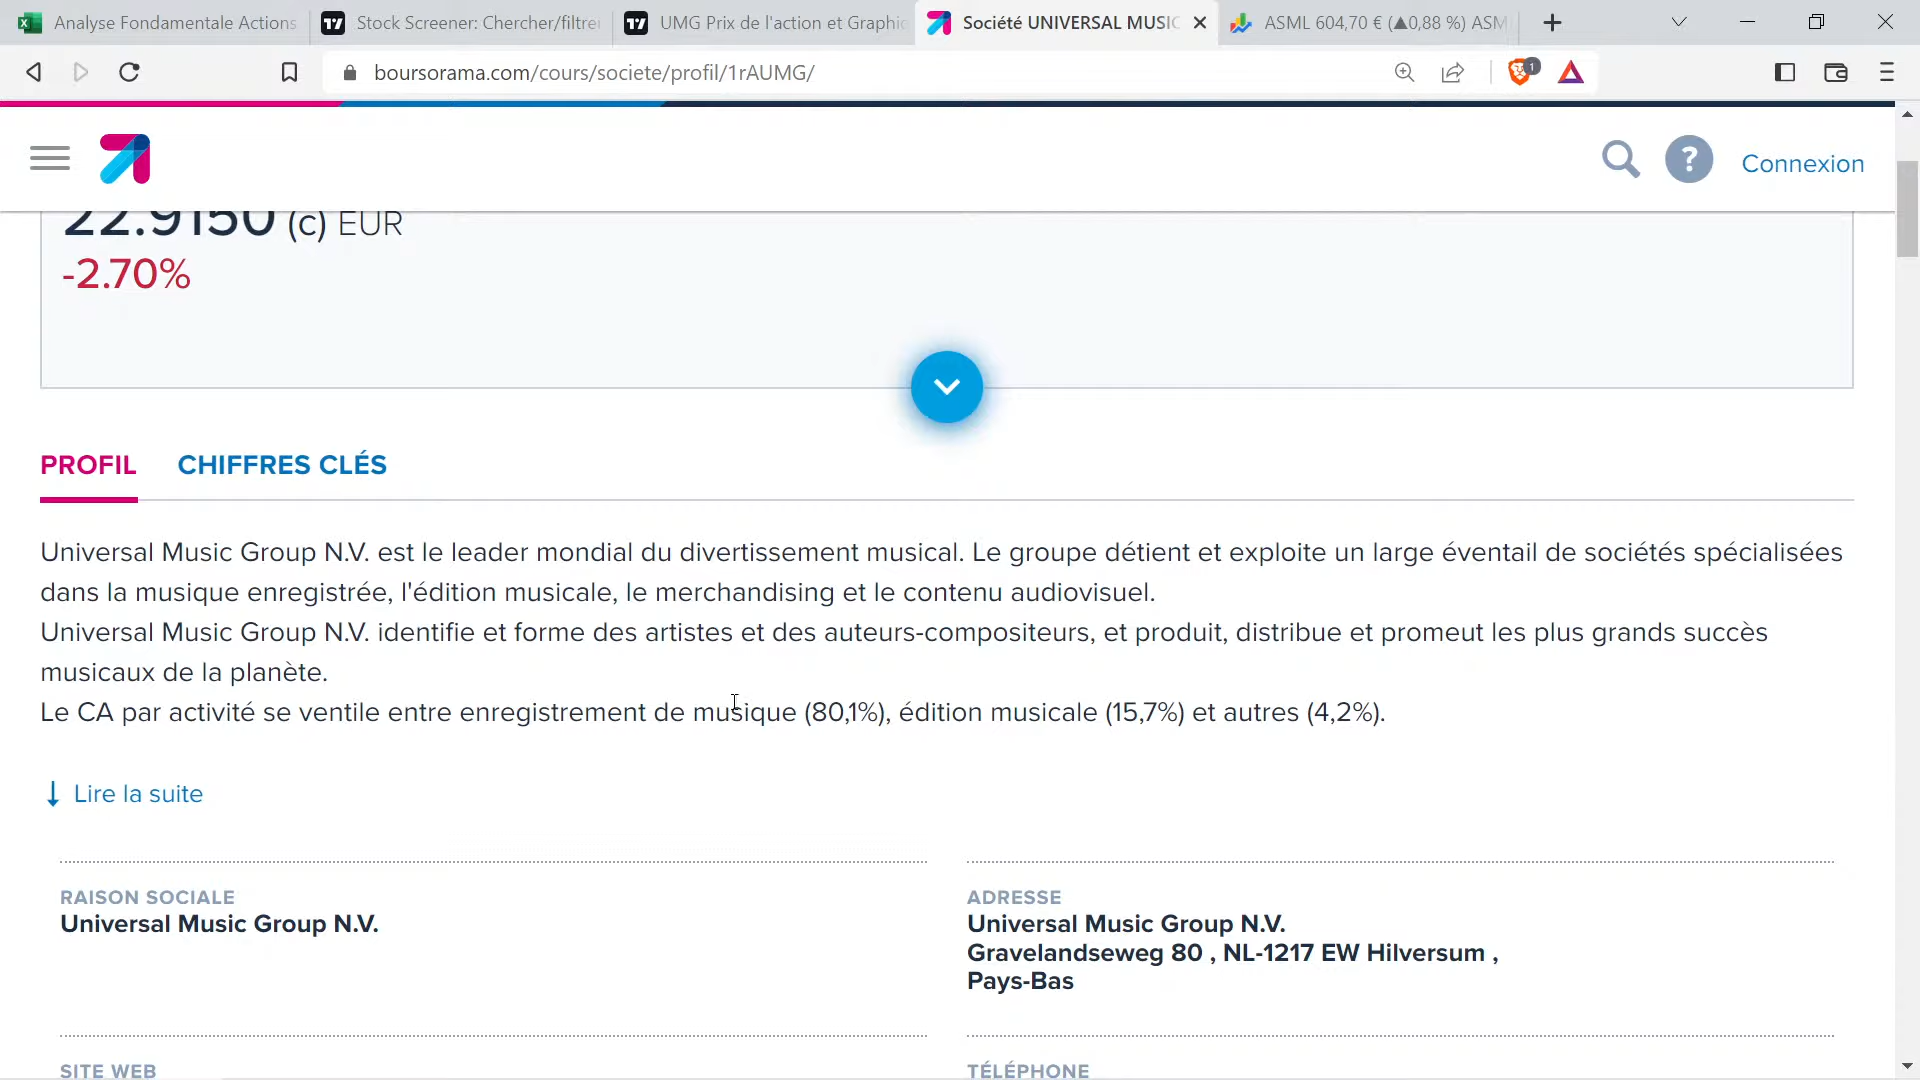 Analyse Fondamentale Actions
Stock Screener: Chercher/filtre
UMG Prix de l'action et Graphi
Société UNIVERSAL MUSIC
ASML 604,70 € (▲0,88 %) ASM
boursorama.com/cours/societe/profil/1rAUMG/
1
? Connexion
22.9150 (c) EUR
-2.70%
PROFIL CHIFFRES CLÉS
Universal Music Group N.V. est le leader mondial du divertissement musical. Le groupe détient et exploite un large éventail de sociétés spécialisées
dans la musique enregistrée, l'édition musicale, le merchandising et le contenu audiovisuel.
Universal Music Group N.V. identifie et forme des artistes et des auteurs-compositeurs, et produit, distribue et promeut les plus grands succès
musicaux de la planète.
Le CA par activité se ventile entre enregistrement de musique (80,1%), édition musicale (15,7%) et autres (4,2%).
Lire la suite
RAISON SOCIALE
Universal Music Group N.V.
ADRESSE
Universal Music Group N.V.
Gravelandseweg 80 , NL-1217 EW Hilversum ,
Pays-Bas
SITE WEB
TÉLÉPHONE